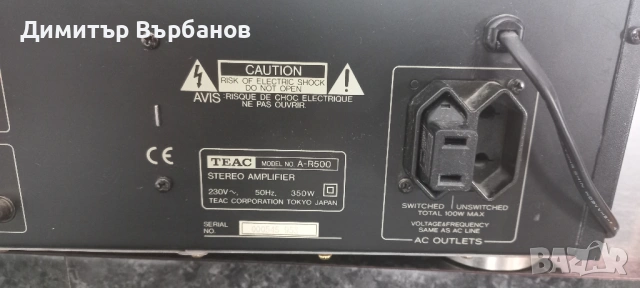 Димитър Върбанов
CAUTION
RISK OF ELECTRIC SHOCK
DO NOT OPEN
AVIS RISQUE DE CHOC ELECTRIQUE
NE PAS OUVRIR
CE
TEAC MODEL NO. A-R500
STEREO AMPLIFIER
230V~, 50Hz, 350W
TEAC CORPORATION TOKYO JAPAN
SERIAL
NO.
SWITCHED UNSWITCHED
TOTAL 100W MAX
VOLTAGE&FREQUENCY
SAME AS AC LINE
AC OUTLETS
bazar